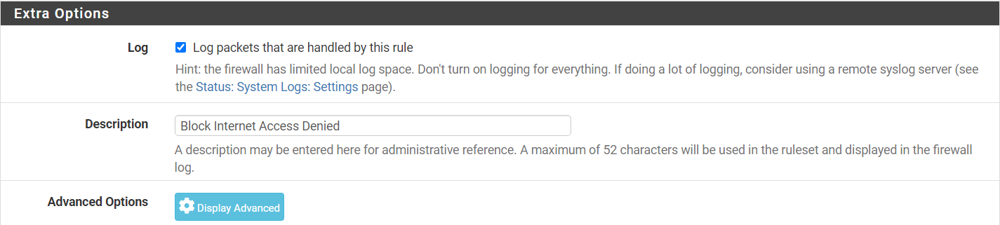 Extra Options
Log
Log packets that are handled by this rule
Hint: the firewall has limited local log space. Don't turn on logging for everything. If doing a lot of logging, consider using a remote syslog server (see
the Status: System Logs: Settings page).
Description
Block Internet Access Denied
A description may be entered here for administrative reference. A maximum of 52 characters will be used in the ruleset and displayed in the firewall
log.
Advanced Options
Display Advanced